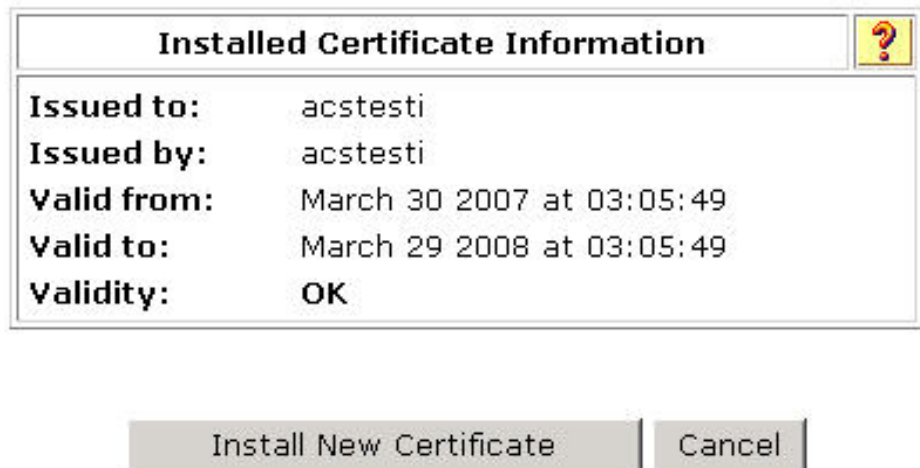 Installed Certificate Information ?
Issued to: acstesti
Issued by: acstesti
Valid from: March 30 2007 at 03:05:49
Valid to: March 29 2008 at 03:05:49
Validity: OK
Install New Certificate Cancel